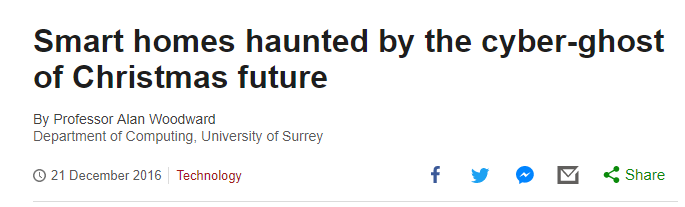 Smart homes haunted by the cyber-ghost
of Christmas future
By Professor Alan Woodward
Department of Computing, University of Surrey
21 December 2016 Technology Share